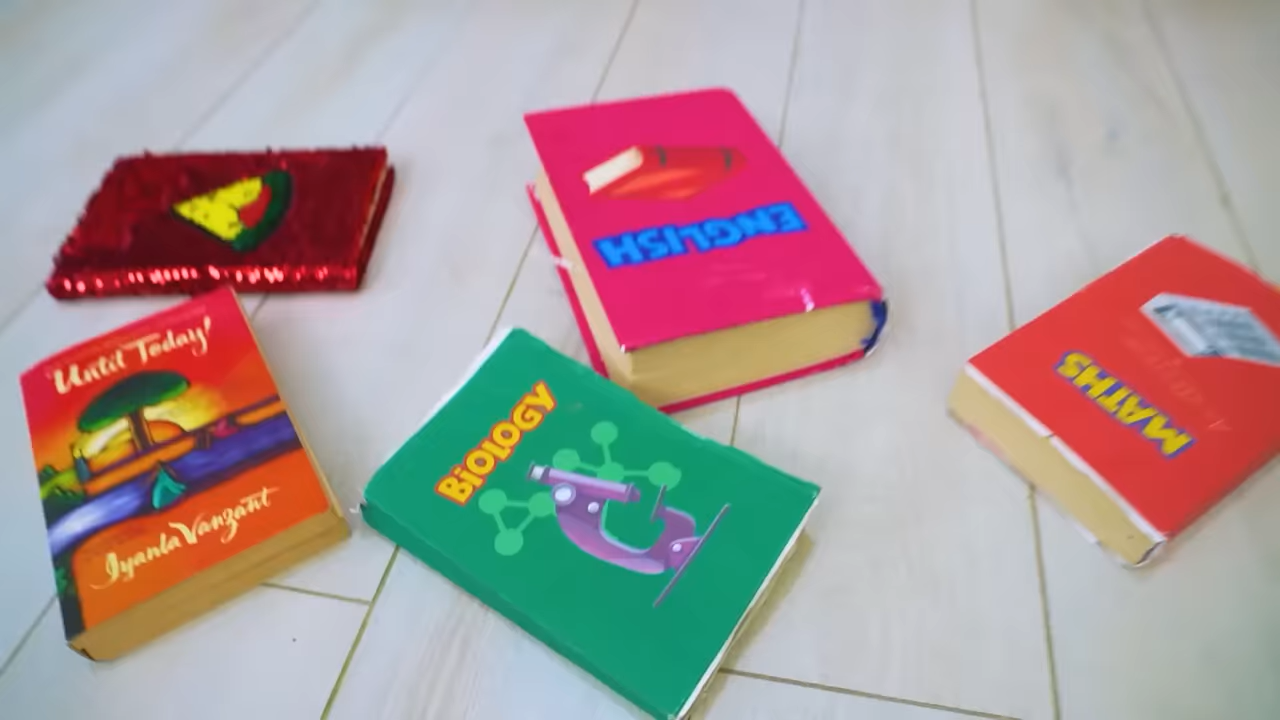 Until Today!
Iyanla Vanzant
BiOLOGY
ENGLISH
MATHS